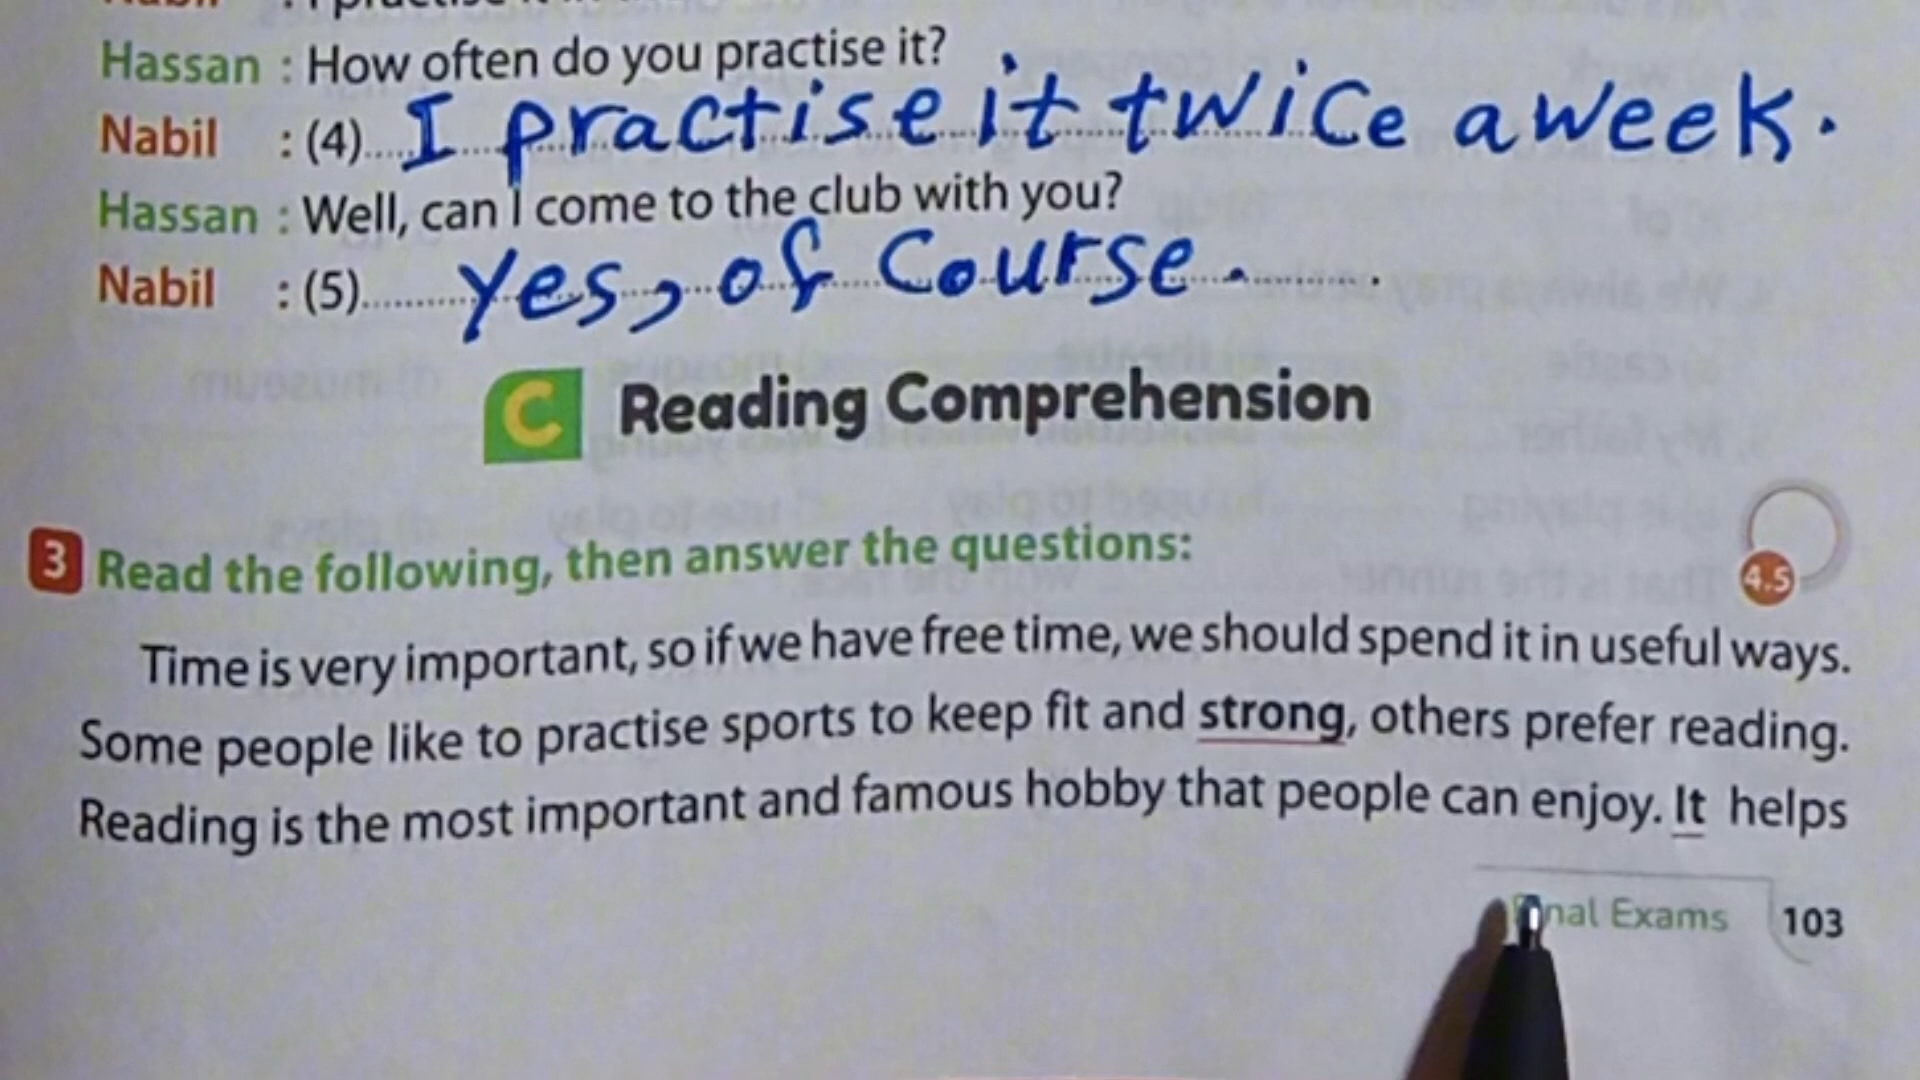 Hassan : How often do you practise it?
Nabil : (4) I practise it twice a week.
Hassan : Well, can I come to the club with you?
Nabil : (5) Yes, of course.
C Reading Comprehension
3 Read the following, then answer the questions:
4.5
Time is very important, so if we have free time, we should spend it in useful ways.
Some people like to practise sports to keep fit and strong, others prefer reading.
Reading is the most important and famous hobby that people can enjoy. It helps
Final Exams 103